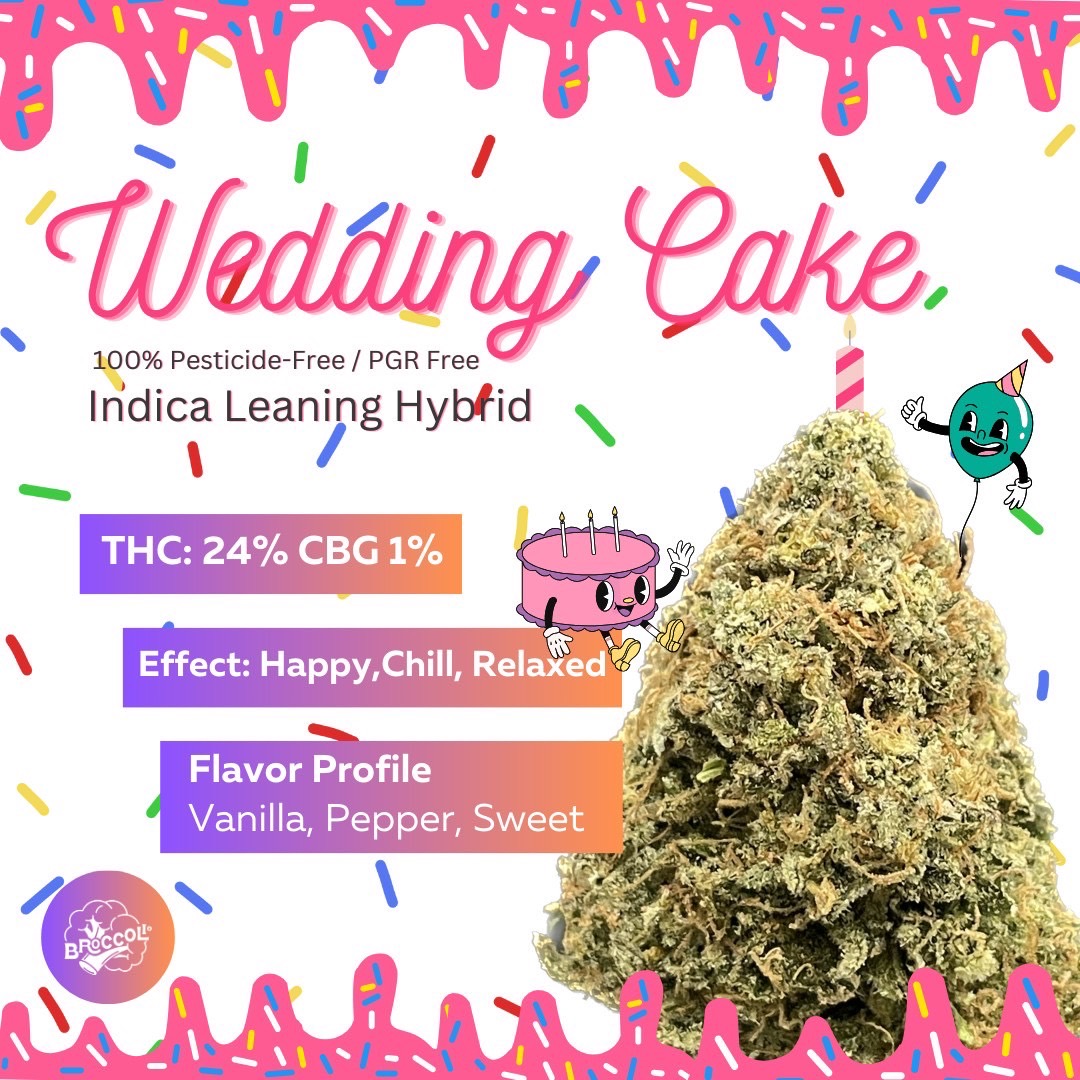 Wedding Cake
100% Pesticide-Free / PGR Free
Indica Leaning Hybrid
THC: 24% CBG 1%
Effect: Happy,Chill, Relaxed
Flavor Profile
Vanilla, Pepper, Sweet
BROCCOLI